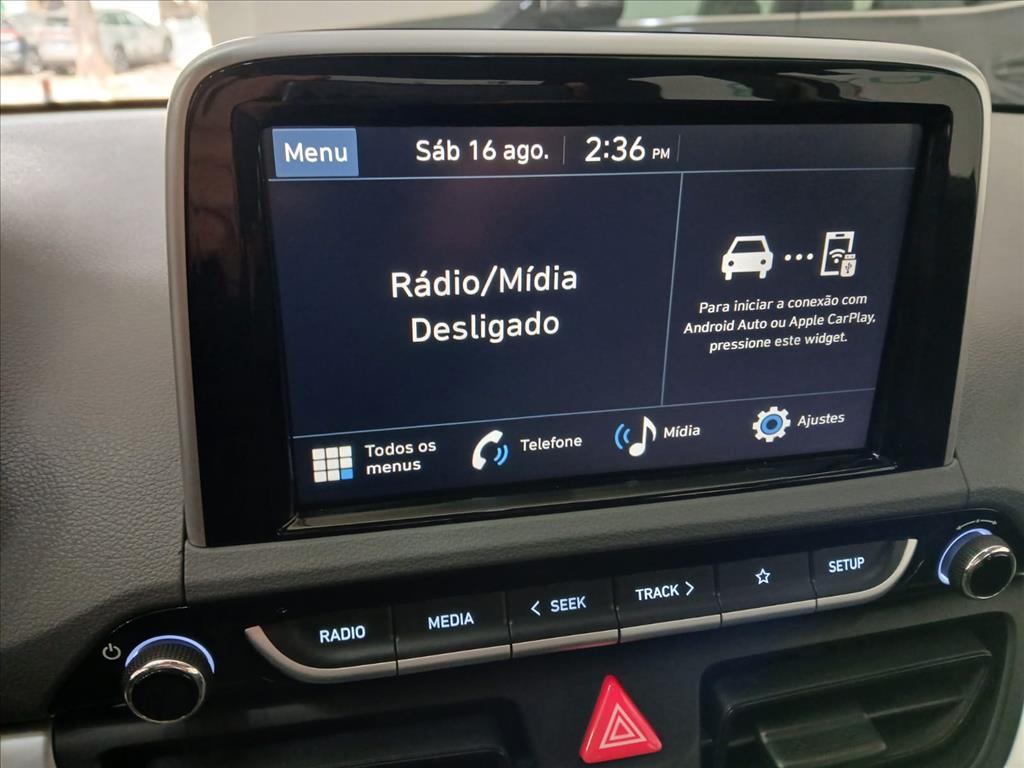 Menu
Sáb 16 ago.
2:36 PM
Rádio/Mídia
Desligado
Para iniciar a conexão com
Android Auto ou Apple CarPlay,
pressione este widget.
Todos os
menus
Telefone
Mídia
Ajustes
RADIO
MEDIA
< SEEK
TRACK >
SETUP